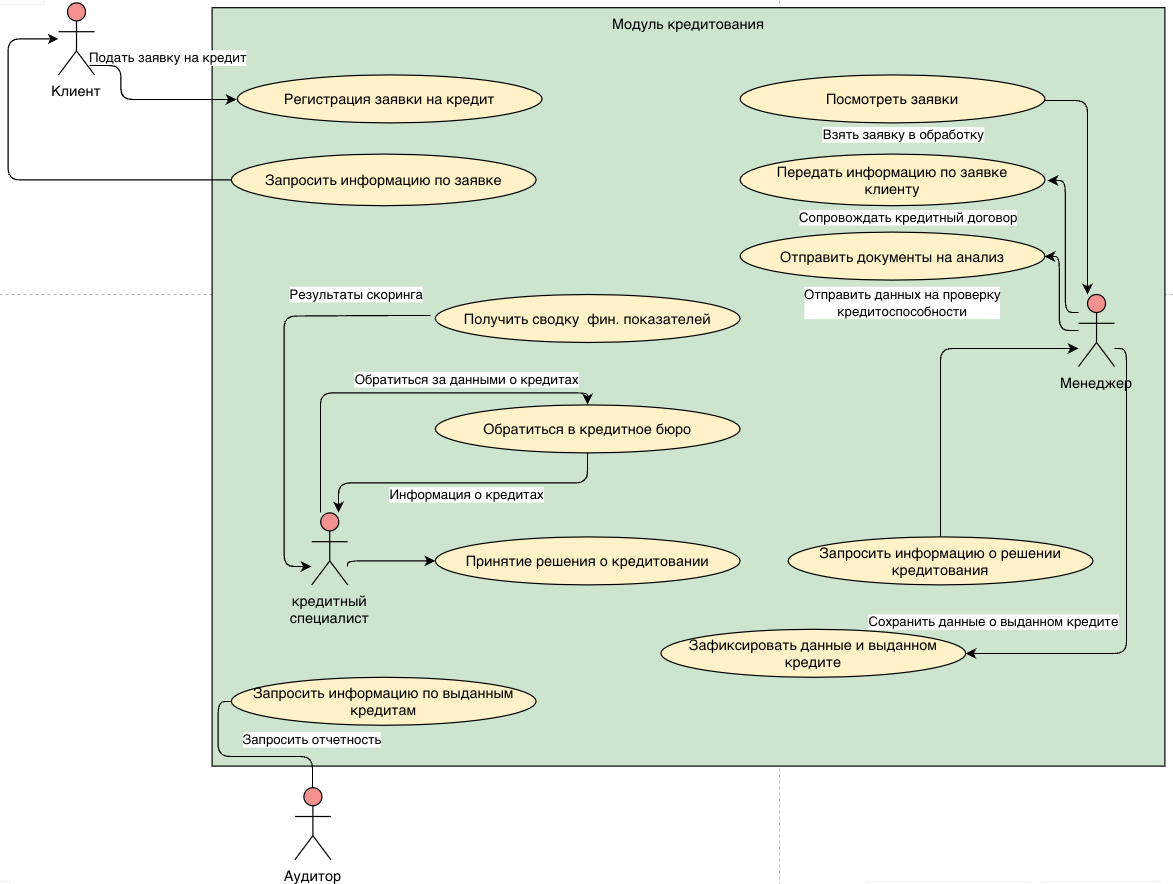 Модуль кредитования
Подать заявку на кредит
Клиент
Регистрация заявки на кредит
Посмотреть заявки
Взять заявку в обработку
Запросить информацию по заявке
Передать информацию по заявке
клиенту
Сопровождать кредитный договор
Отправить документы на анализ
Результаты скоринга
Отправить данных на проверку
кредитоспособности
Получить сводку фин. показателей
Менеджер
Обратиться за данными о кредитах
Обратиться в кредитное бюро
Информация о кредитах
Принятие решения о кредитовании
Запросить информацию о решении
кредитования
кредитный
специалист
Сохранить данные о выданном кредите
Зафиксировать данные и выданном
кредите
Запросить информацию по выданным
кредитам
Запросить отчетность
Аудитор